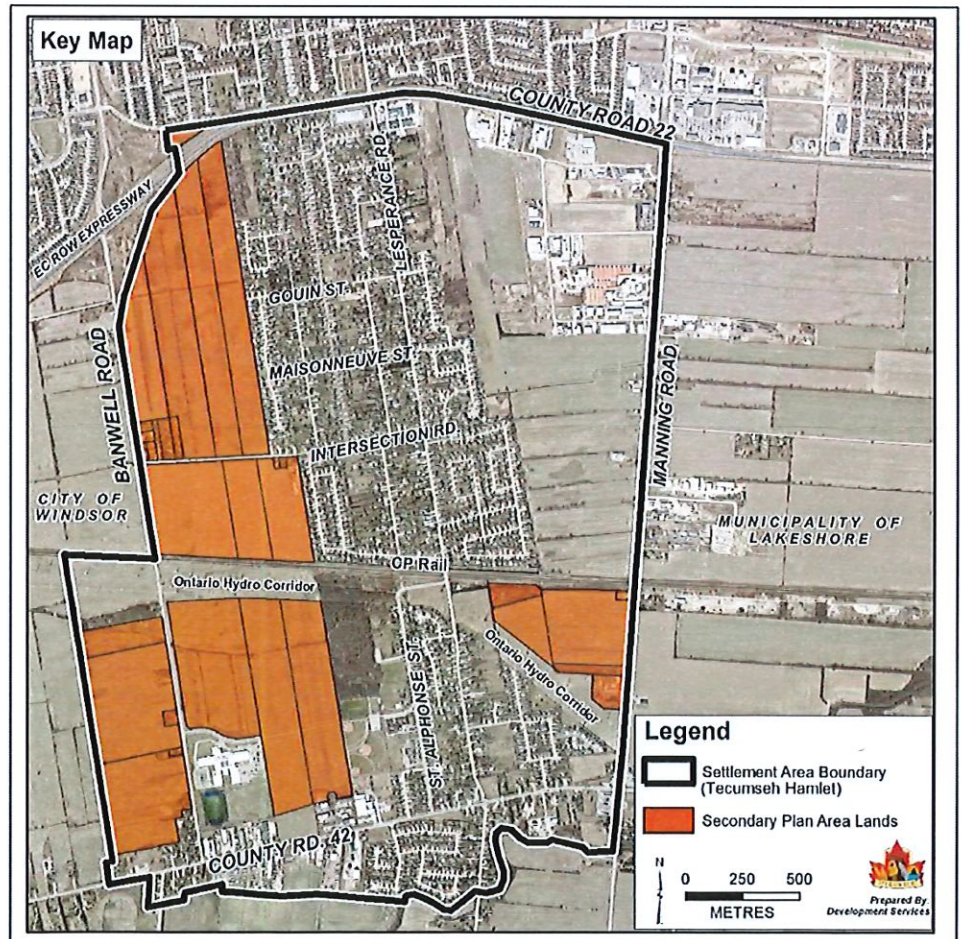 Key Map
COUNTY ROAD 22
EC ROW EXPRESSWAY
LESPERANCE RD.
GOUIN ST.
MAISONNEUVE ST.
BANWELL ROAD
MANNING ROAD
INTERSECTION RD.
CITY OF
WINDSOR
MUNICIPALITY OF
LAKESHORE
CP Rail
Ontario Hydro Corridor
ST. ALPHONSE ST.
Ontario Hydro Corridor
COUNTY RD. 42
Legend
Settlement Area Boundary
(Tecumseh Hamlet)
Secondary Plan Area Lands
N
0 250 500
METRES
Prepared By:
Development Services